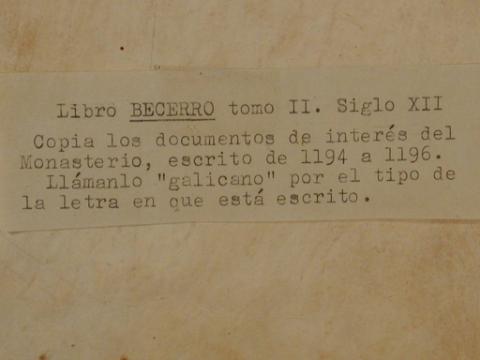 Libro BECERRO tomo II. Siglo XII
Copia los documentos de interés del
Monasterio, escrito de 1194 a 1196.
Llámanlo "galicano" por el tipo de
la letra en que está escrito.